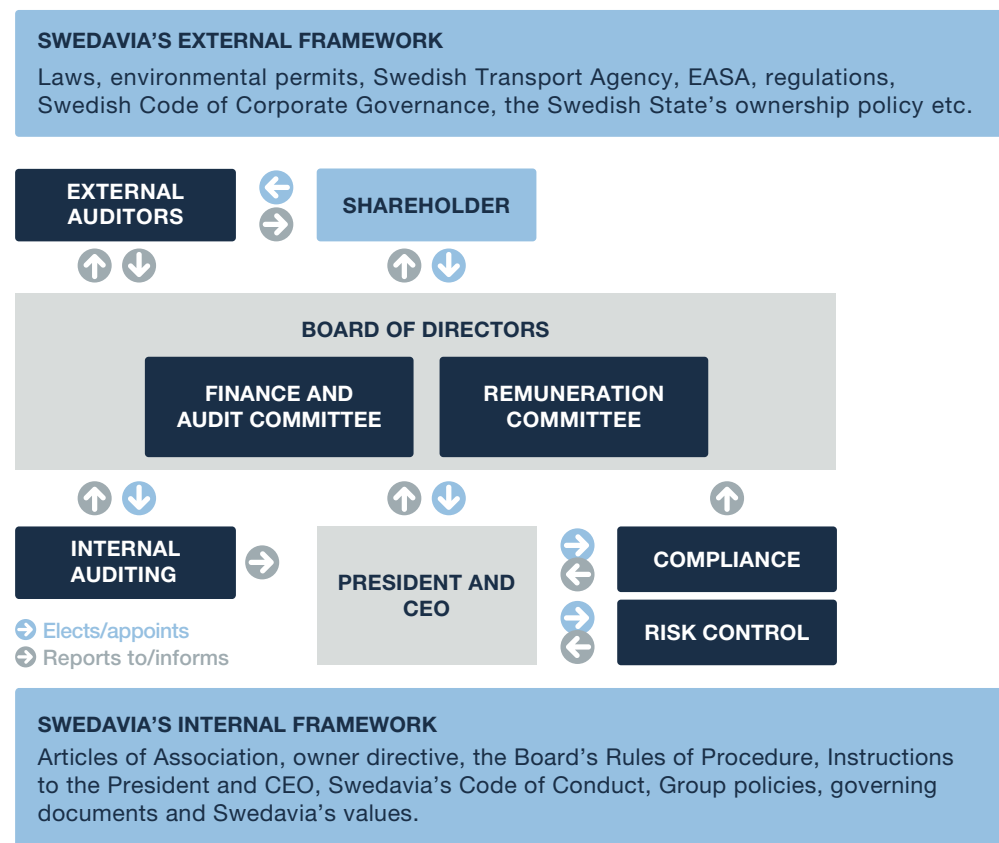 SWEDAVIA’S EXTERNAL FRAMEWORK
Laws, environmental permits, Swedish Transport Agency, EASA, regulations,
Swedish Code of Corporate Governance, the Swedish State’s ownership policy etc.
EXTERNAL
AUDITORS
SHAREHOLDER
BOARD OF DIRECTORS
FINANCE AND
AUDIT COMMITTEE
REMUNERATION
COMMITTEE
INTERNAL
AUDITING
PRESIDENT AND
CEO
COMPLIANCE
RISK CONTROL
Elects/appoints
Reports to/informs
SWEDAVIA’S INTERNAL FRAMEWORK
Articles of Association, owner directive, the Board’s Rules of Procedure, Instructions
to the President and CEO, Swedavia’s Code of Conduct, Group policies, governing
documents and Swedavia’s values.